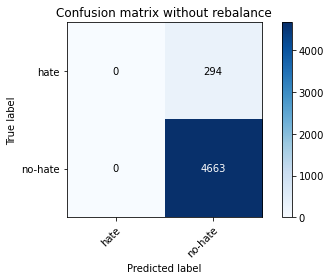 Confusion matrix without rebalance
True label
hate
0
294
no-hate
0
4663
hate
no-hate
Predicted label
4000
3000
2000
1000
0